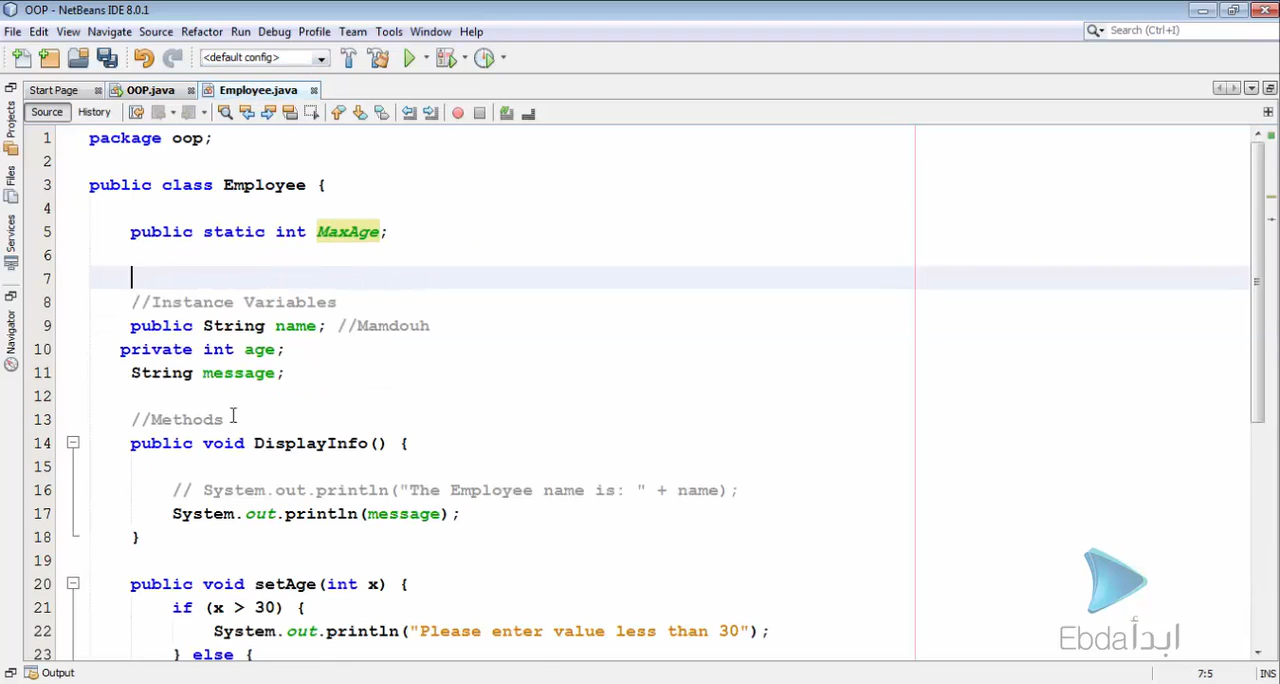 OOP - NetBeans IDE 8.0.1
File Edit View Navigate Source Refactor Run Debug Profile Team Tools Window Help
Search (Ctrl+I)
<default config>
Start Page OOP.java Employee.java
Source History
Projects
Files
Services
Navigator
1 package oop;
2
3 public class Employee {
4
5 public static int MaxAge;
6
7
8 //Instance Variables
9 public String name; //Mamdouh
10 private int age;
11 String message;
12
13 //Methods
14 public void DisplayInfo() {
15
16 // System.out.println("The Employee name is: " + name);
17 System.out.println(message);
18 }
19
20 public void setAge(int x) {
21 if (x > 30) {
22 System.out.println("Please enter value less than 30");
23 } else {
Ebda ابدأ
Output
7:5 INS